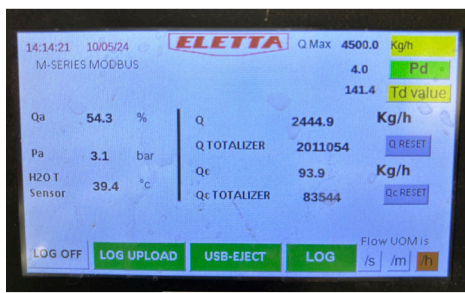 14:14:21 10/05/24 ELETTA Q Max 4500.0 Kg/h
M-SERIES MODBUS 4.0 Pd
141.4 Td value
Qa 54.3 % Q 2444.9 Kg/h
Q TOTALIZER 2011054 Q RESET
Pa 3.1 bar Qc 93.9 Kg/h
H2O T Sensor 39.4 °c Qc TOTALIZER 83544 Qc RESET
Flow UOM is
LOG OFF LOG UPLOAD USB-EJECT LOG /s /m /h